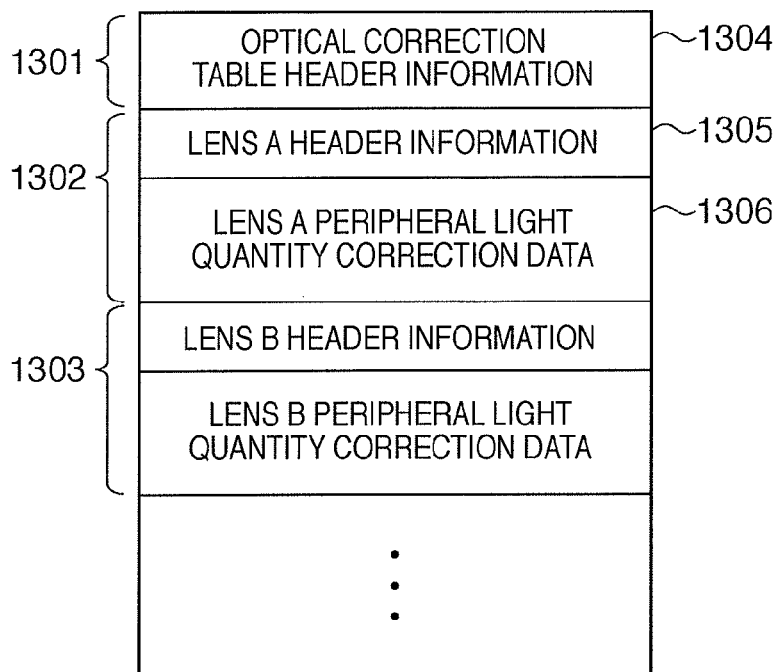 1301
OPTICAL CORRECTION
TABLE HEADER INFORMATION
1304
1302
LENS A HEADER INFORMATION
1305
LENS A PERIPHERAL LIGHT
QUANTITY CORRECTION DATA
1306
1303
LENS B HEADER INFORMATION
LENS B PERIPHERAL LIGHT
QUANTITY CORRECTION DATA